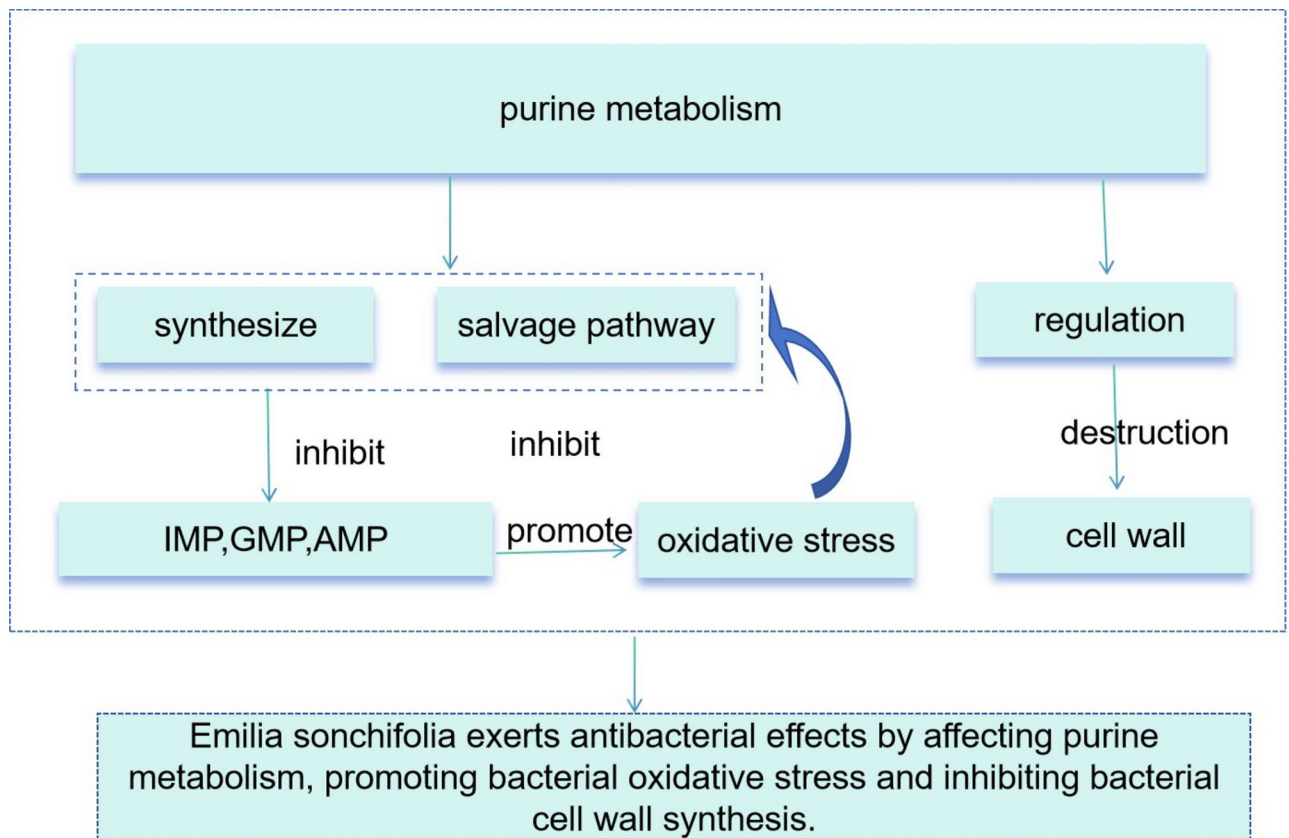 purine metabolism
synthesize
salvage pathway
regulation
inhibit
inhibit
destruction
IMP,GMP,AMP
promote
oxidative stress
cell wall
Emilia sonchifolia exerts antibacterial effects by affecting purine
metabolism, promoting bacterial oxidative stress and inhibiting bacterial
cell wall synthesis.